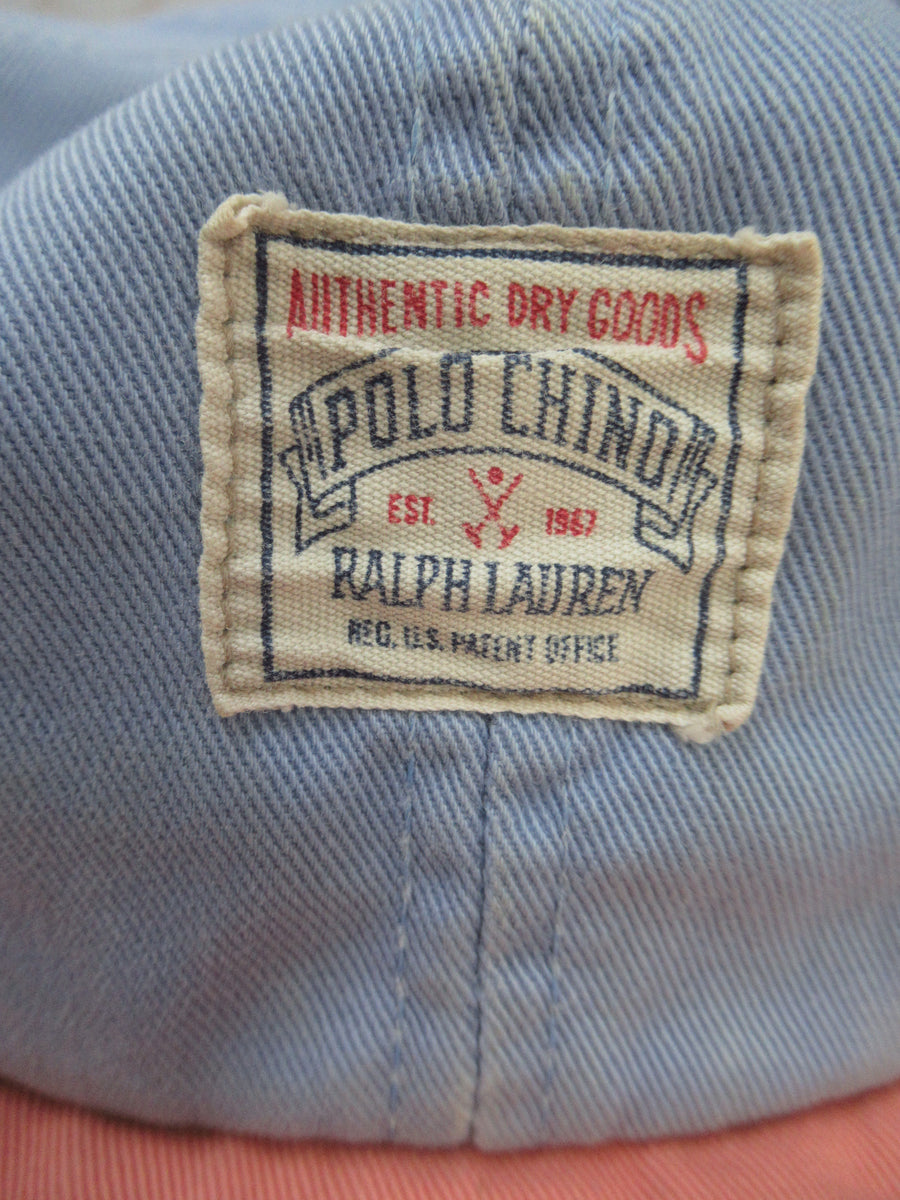 AUTHENTIC DRY GOODS
POLO CHINO
EST. 1967
RALPH LAUREN
REG. U.S. PATENT OFFICE